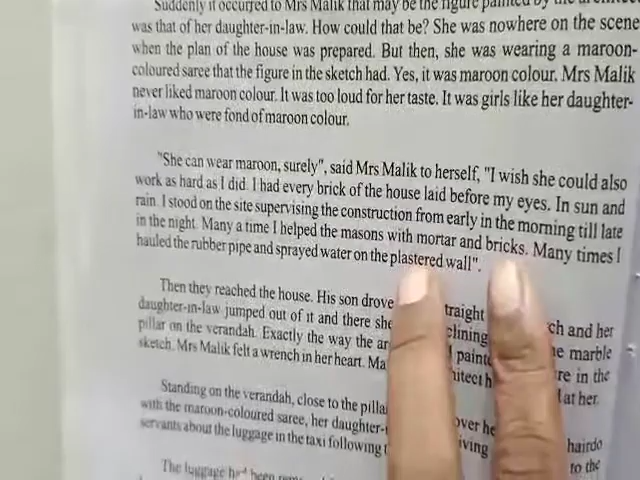 Suddenly it occurred to Mrs Malik that may be the figure painted by the
was that of her daughter-in-law. How could that be? She was nowhere on the scene
when the plan of the house was prepared. But then, she was wearing a maroon-
coloured saree that the figure in the sketch had. Yes, it was maroon colour. Mrs Malik
never liked maroon colour. It was too loud for her taste. It was girls like her daughter-
in-law who were fond of maroon colour.
"She can wear maroon, surely", said Mrs Malik to herself, "I wish she could also
work as hard as I did. I had every brick of the house laid before my eyes. In sun and
rain. I stood on the site supervising the construction from early in the morning till late
in the night. Many a time I helped the masons with mortar and bricks. Many times I
hauled the rubber pipe and sprayed water on the plastered wall".
Then they reached the house. His son drove straight and her
daughter-in-law jumped out of it and there she marble
pillar on the verandah. Exactly the way the in the
sketch. Mrs Malik felt a wrench in her heart. at her.
Standing on the verandah, close to the over
with the maroon-coloured saree, her daughter- hairdo
servants about the luggage in the taxi following to the
The luggage had been